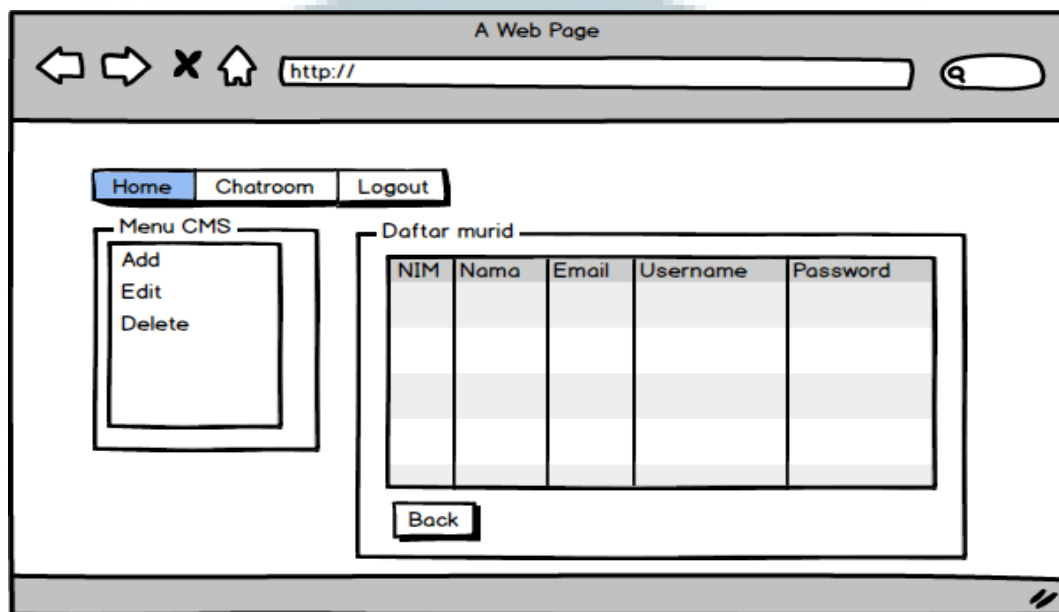 A Web Page
http://
Home Chatroom Logout
Menu CMS
Add
Edit
Delete
Daftar murid
NIM Nama Email Username Password
Back